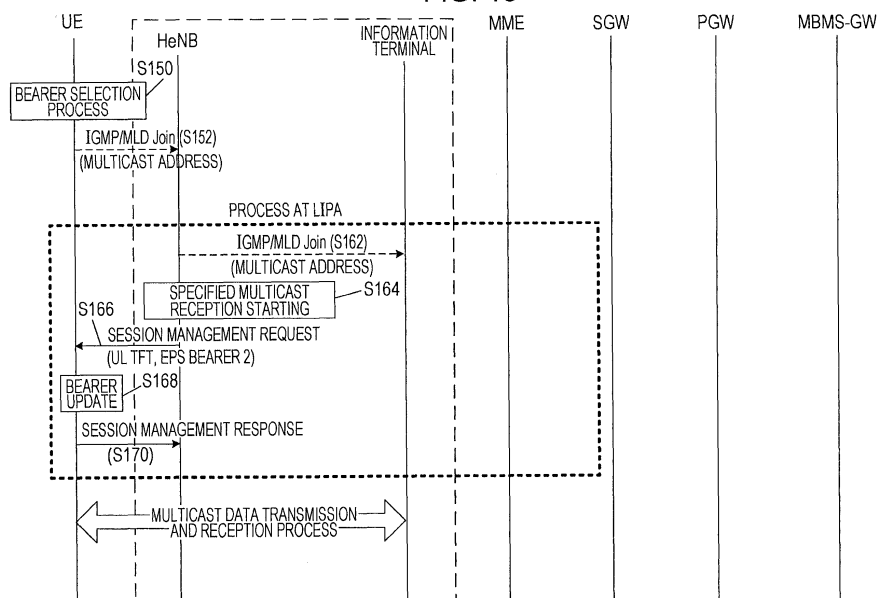 UE
HeNB
INFORMATION
TERMINAL
MME
SGW
PGW
MBMS-GW
S150
BEARER SELECTION
PROCESS
IGMP/MLD Join (S152)
(MULTICAST ADDRESS)
PROCESS AT LIPA
IGMP/MLD Join (S162)
(MULTICAST ADDRESS)
SPECIFIED MULTICAST
RECEPTION STARTING
S164
S166
SESSION MANAGEMENT REQUEST
(UL TFT, EPS BEARER 2)
BEARER
UPDATE
S168
SESSION MANAGEMENT RESPONSE
(S170)
MULTICAST DATA TRANSMISSION
AND RECEPTION PROCESS